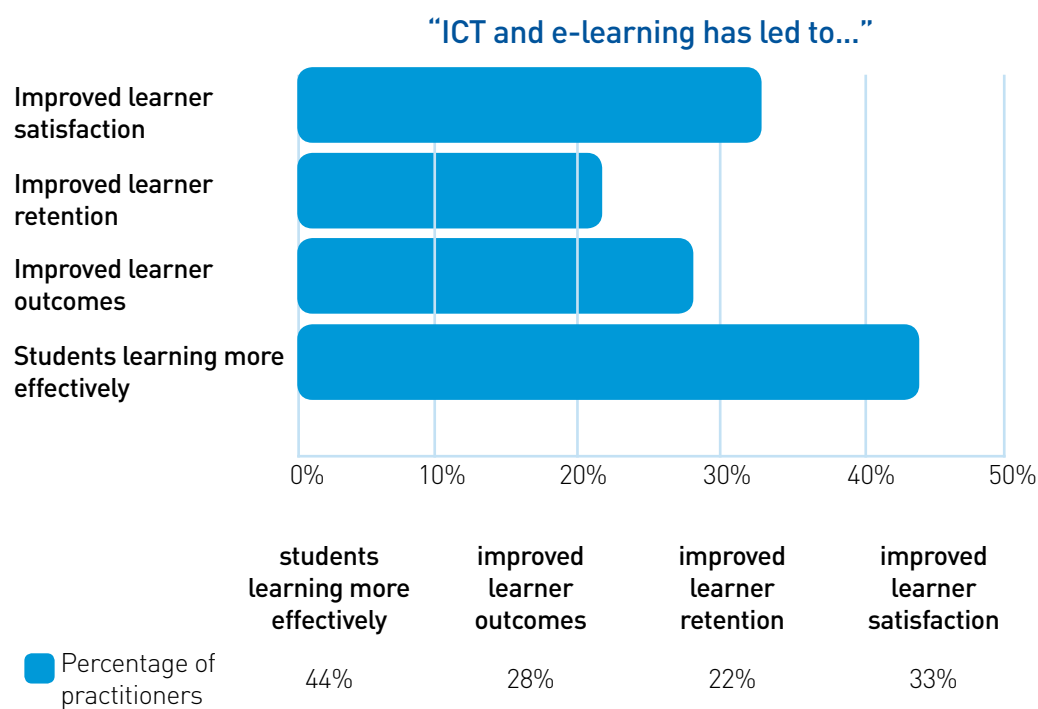 “ICT and e-learning has led to...”
Improved learner
satisfaction
Improved learner
retention
Improved learner
outcomes
Students learning more
effectively
0% 10% 20% 30% 40% 50%
students improved improved improved
learning more learner learner learner
effectively outcomes retention satisfaction
Percentage of
practitioners
44% 28% 22% 33%